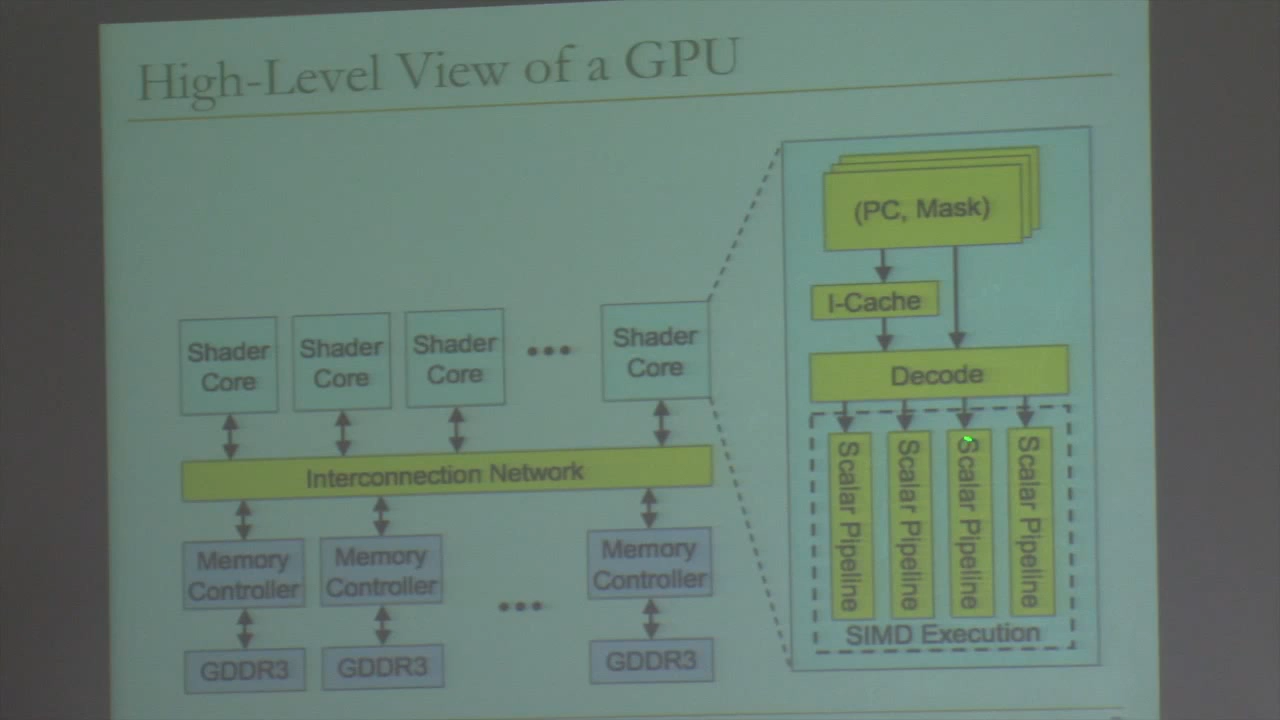 High-Level View of a GPU
(PC, Mask)
I-Cache
Decode
Scalar Pipeline
Scalar Pipeline
Scalar Pipeline
Scalar Pipeline
SIMD Execution
Shader
Core
Shader
Core
Shader
Core
...
Shader
Core
Interconnection Network
Memory
Controller
Memory
Controller
...
Memory
Controller
GDDR3
GDDR3
GDDR3